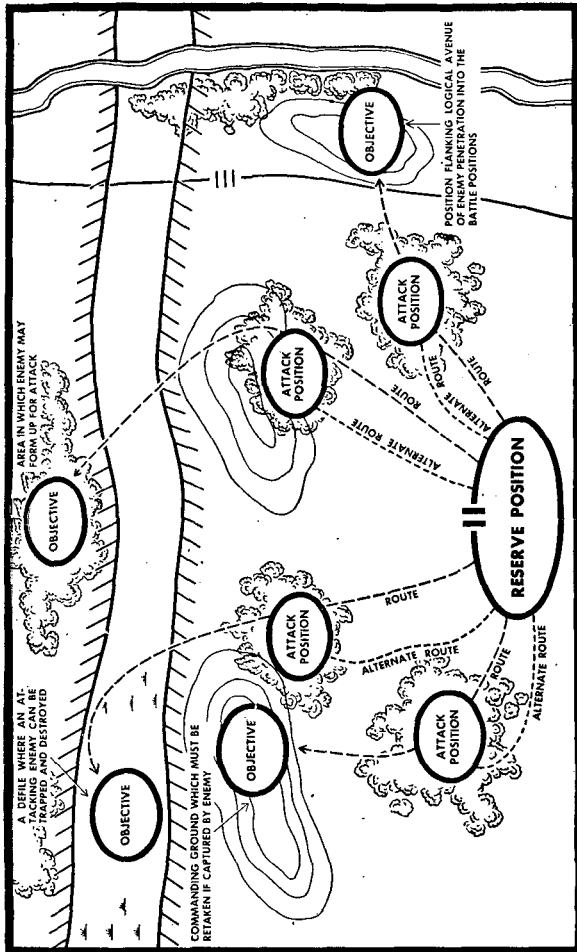 A DEFILE WHERE AN AT-
TACKING ENEMY CAN BE
TRAPPED AND DESTROYED
AREA IN WHICH ENEMY MAY
FORM UP FOR ATTACK
OBJECTIVE
OBJECTIVE
COMMANDING GROUND WHICH MUST BE
RETAKEN IF CAPTURED BY ENEMY
OBJECTIVE
ATTACK
POSITION
ATTACK
POSITION
OBJECTIVE
POSITION FLANKING LOGICAL AVENUE
OF ENEMY PENETRATION INTO THE
BATTLE POSITIONS
ATTACK
POSITION
ATTACK
POSITION
ROUTE
ALTERNATE ROUTE
ROUTE
ALTERNATE ROUTE
ROUTE
ALTERNATE ROUTE
ROUTE
ALTERNATE ROUTE
RESERVE POSITION